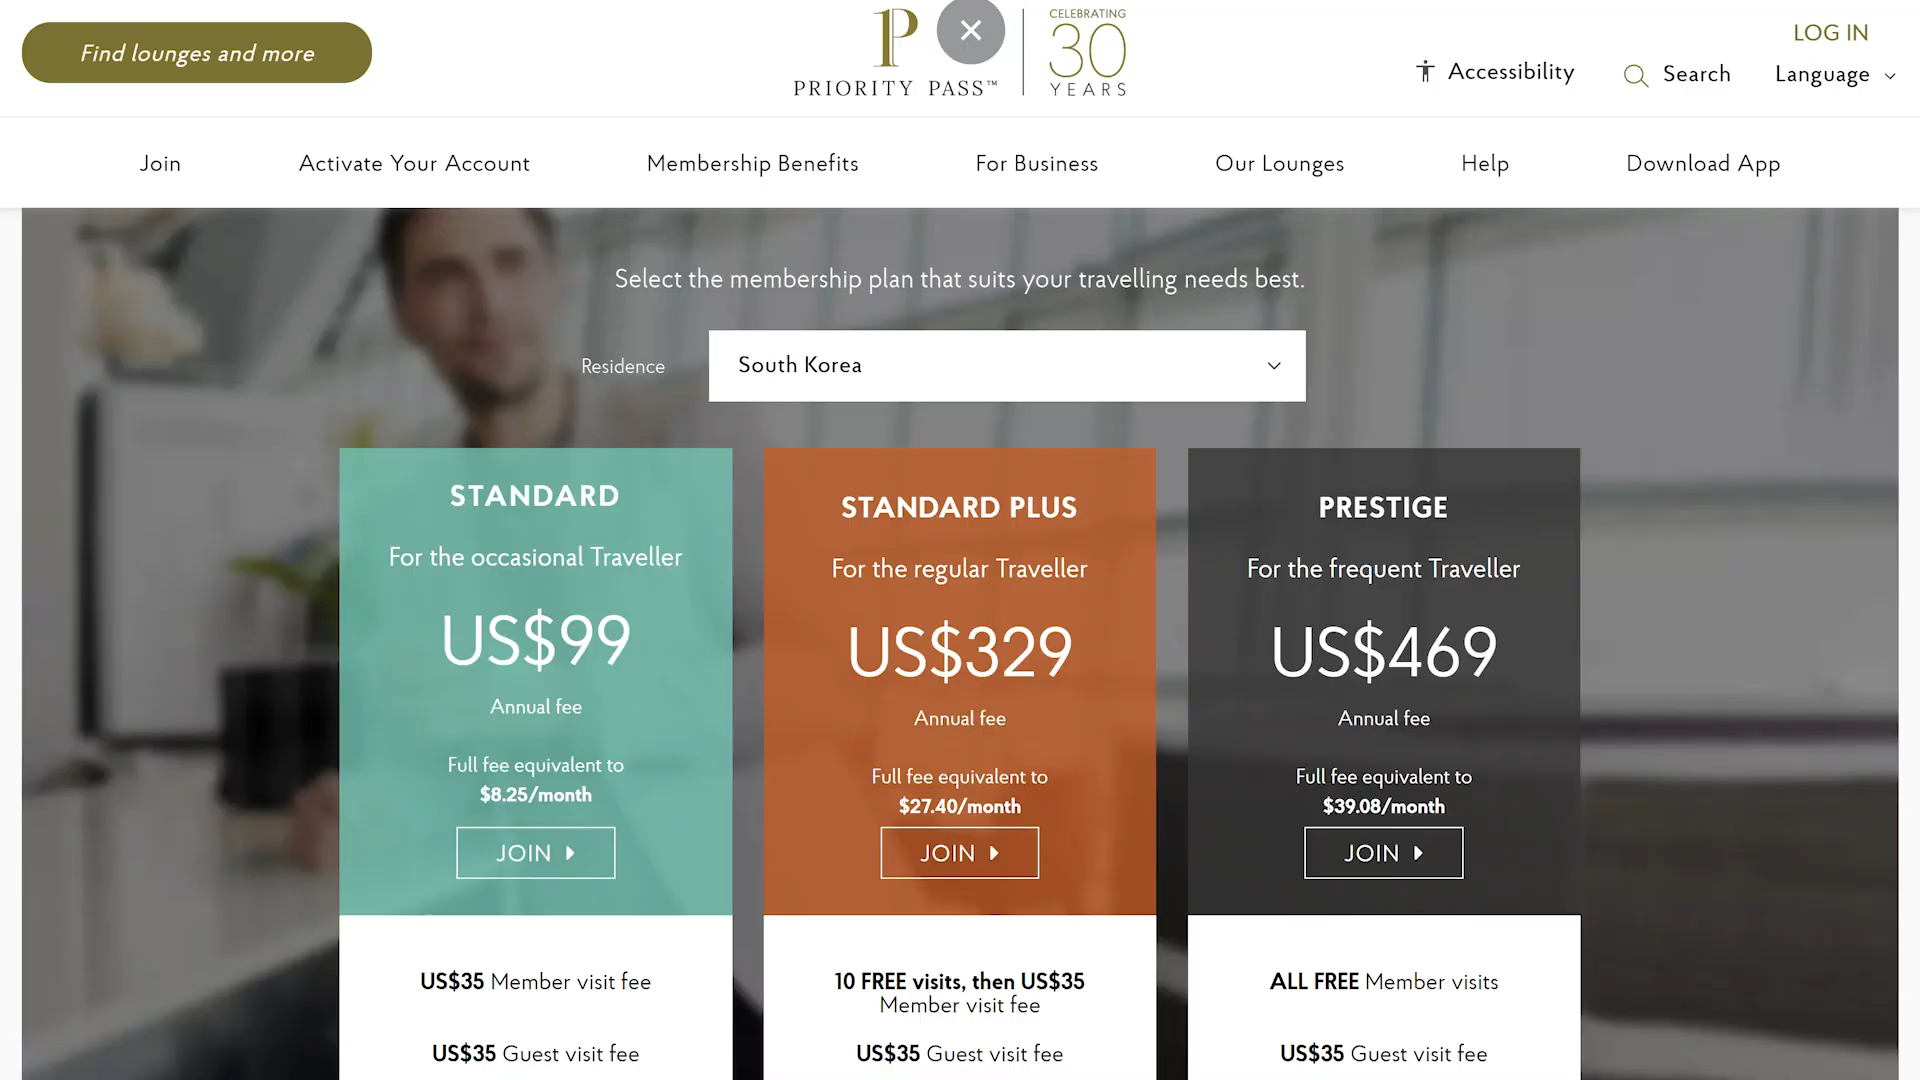 Find lounges and more
PRIORITY PASS™
CELEBRATING
30
YEARS
LOG IN
Accessibility
Search
Language
Join
Activate Your Account
Membership Benefits
For Business
Our Lounges
Help
Download App
Select the membership plan that suits your travelling needs best.
Residence
South Korea
STANDARD
For the occasional Traveller
US$99
Annual fee
Full fee equivalent to
$8.25/month
JOIN
US$35 Member visit fee
US$35 Guest visit fee
STANDARD PLUS
For the regular Traveller
US$329
Annual fee
Full fee equivalent to
$27.40/month
JOIN
10 FREE visits, then US$35
Member visit fee
US$35 Guest visit fee
PRESTIGE
For the frequent Traveller
US$469
Annual fee
Full fee equivalent to
$39.08/month
JOIN
ALL FREE Member visits
US$35 Guest visit fee